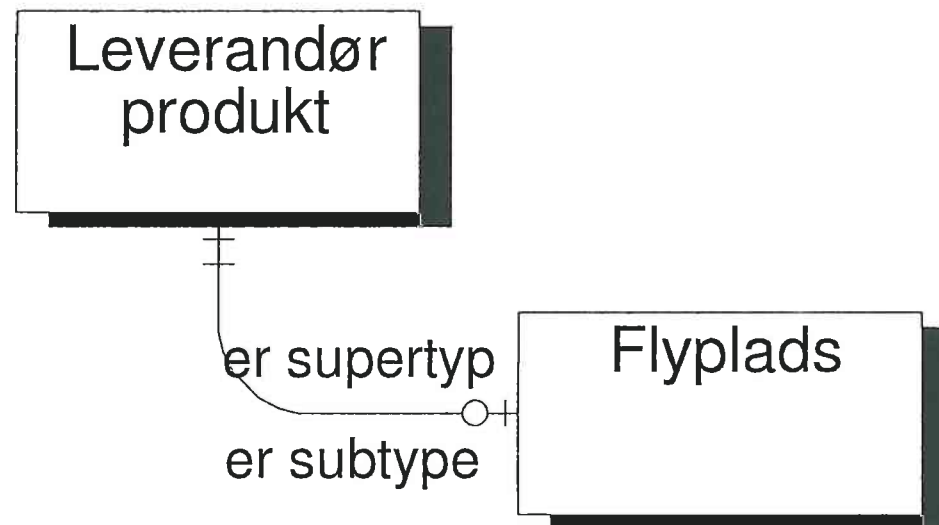 Leverandør
produkt
er supertyp
Flyplads
er subtype